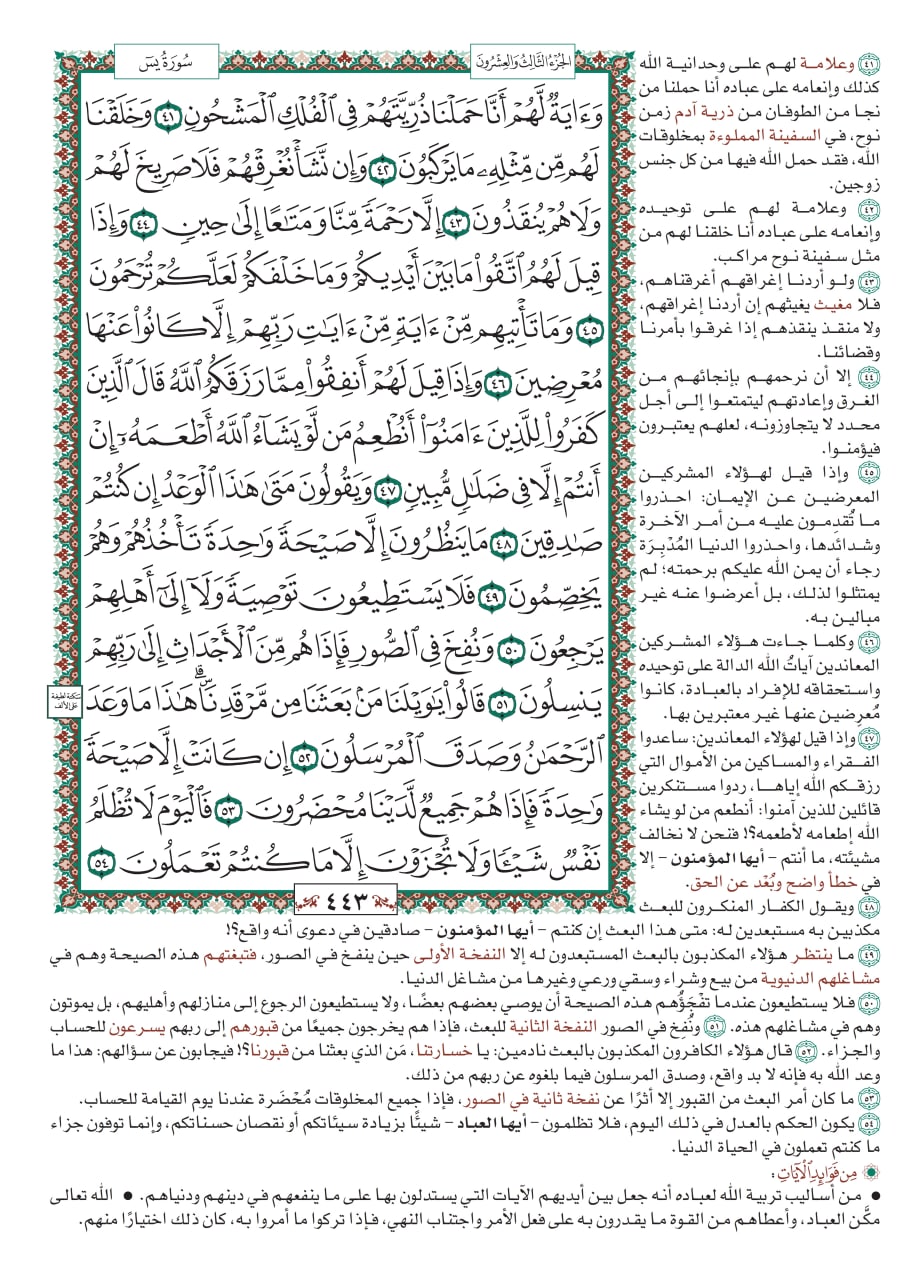 سُورَةُ يسٓ
الجُزْءُ الثَّالِثُ وَالعِشْرُونَ
وَءَايَةٌ لَّهُمْ أَنَّا حَمَلْنَا ذُرِّيَّتَهُمْ فِي ٱلْفُلْكِ ٱلْمَشْحُونِ ٤١ وَخَلَقْنَا
لَهُم مِّن مِّثْلِهِۦ مَا يَرْكَبُونَ ٤٢ وَإِن نَّشَأْ نُغْرِقْهُمْ فَلَا صَرِيخَ لَهُمْ
وَلَا هُمْ يُنقَذُونَ ٤٣ إِلَّا رَحْمَةً مِّنَّا وَمَتَٰعًا إِلَىٰ حِينٍ ٤٤ وَإِذَا
قِيلَ لَهُمُ ٱتَّقُوا۟ مَا بَيْنَ أَيْدِيكُمْ وَمَا خَلْفَكُمْ لَعَلَّكُمْ تُرْحَمُونَ
٤٥ وَمَا تَأْتِيهِم مِّنْ ءَايَةٍ مِّنْ ءَايَٰتِ رَبِّهِمْ إِلَّا كَانُوا۟ عَنْهَا
مُعْرِضِينَ ٤٦ وَإِذَا قِيلَ لَهُمْ أَنفِقُوا۟ مِمَّا رَزَقَكُمُ ٱللَّهُ قَالَ ٱلَّذِينَ
كَفَرُوا۟ لِلَّذِينَ ءَامَنُوٓا۟ أَنُطْعِمُ مَن لَّوْ يَشَآءُ ٱللَّهُ أَطْعَمَهُۥٓ إِنْ
أَنتُمْ إِلَّا فِي ضَلَٰلٍ مُّبِينٍ ٤٧ وَيَقُولُونَ مَتَىٰ هَٰذَا ٱلْوَعْدُ إِن كُنتُمْ
صَٰدِقِينَ ٤٨ مَا يَنظُرُونَ إِلَّا صَيْحَةً وَٰحِدَةً تَأْخُذُهُمْ وَهُمْ
يَخِصِّمُونَ ٤٩ فَلَا يَسْتَطِيعُونَ تَوْصِيَةً وَلَآ إِلَىٰٓ أَهْلِهِمْ
يَرْجِعُونَ ٥٠ وَنُفِخَ فِي ٱلصُّورِ فَإِذَا هُم مِّنَ ٱلْأَجْدَاثِ إِلَىٰ رَبِّهِمْ
يَنسِلُونَ ٥١ قَالُوا۟ يَٰوَيْلَنَا مَنۢ بَعَثَنَا مِن مَّرْقَدِنَاۜۗ هَٰذَا مَا وَعَدَ
ٱلرَّحْمَٰنُ وَصَدَقَ ٱلْمُرْسَلُونَ ٥٢ إِن كَانَتْ إِلَّا صَيْحَةً
وَٰحِدَةً فَإِذَا هُمْ جَمِيعٌ لَّدَيْنَا مُحْضَرُونَ ٥٣ فَٱلْيَوْمَ لَا تُظْلَمُ
نَفْسٌ شَيْـًٔا وَلَا تُجْزَوْنَ إِلَّا مَا كُنتُمْ تَعْمَلُونَ ٥٤
سكتة لطيفة
على الألف
٤٤٣
٤١ وعلامة لهم على وحدانية الله
كذلك وإنعامه على عباده أنا حملنا من
نجا من الطوفان من ذرية آدم زمن
نوح، في السفينة المملوءة بمخلوقات
الله، فقد حمل الله فيها من كل جنس
زوجين.
٤٢ وعلامة لهم على توحيده
وإنعامه على عباده أنا خلقنا لهم من
مثل سفينة نوح مراكب.
٤٣ ولو أردنا إغراقهم أغرقناهم،
فلا مغيث يغيثهم إن أردنا إغراقهم،
ولا منقذ ينقذهم إذا غرقوا بأمرنا
وقضائنا.
٤٤ إلا أن نرحمهم بإنجائهم من
الغرق وإعادتهم ليتمتعوا إلى أجل
محدد لا يتجاوزونه، لعلهم يعتبرون
فيؤمنوا.
٤٥ وإذا قيل لهؤلاء المشركين
المعرضين عن الإيمان: احذروا
ما تُقدِمون عليه من أمر الآخرة
وشدائدها، واحذروا الدنيا المُدْبِرَة
رجاء أن يمن الله عليكم برحمته؛ لم
يمتثلوا لذلك، بل أعرضوا عنه غير
مبالين به.
٤٦ وكلما جاءت هؤلاء المشركين
المعاندين آياتُ الله الدالة على توحيده
واستحقاقه للإفراد بالعبادة، كانوا
مُعرِضين عنها غير معتبرين بها.
٤٧ وإذا قيل لهؤلاء المعاندين: ساعدوا
الفقراء والمساكين من الأموال التي
رزقكم الله إياها، ردوا مستنكرين
قائلين للذين آمنوا: أنطعم من لو يشاء
الله إطعامه لأطعمه؟! فنحن لا نخالف
مشيئته، ما أنتم – أيها المؤمنون – إلا
في خطأ واضح وبُعْد عن الحق.
٤٨ ويقول الكفار المنكرون للبعث
مكذبين به مستبعدين له: متى هذا البعث إن كنتم – أيها المؤمنون – صادقين في دعوى أنه واقع؟!
٤٩ ما ينتظر هؤلاء المكذبون بالبعث المستبعدون له إلا النفخة الأولى حين ينفخ في الصور، فتبغتهم هذه الصيحة وهم في
مشاغلهم الدنيوية من بيع وشراء وسقي ورعي وغيرها من مشاغل الدنيا.
٥٠ فلا يستطيعون عندما تفْجَؤُهم هذه الصيحة أن يوصي بعضهم بعضًا، ولا يستطيعون الرجوع إلى منازلهم وأهليهم، بل يموتون
وهم في مشاغلهم هذه. ٥١ ونُفِخ في الصور النفخة الثانية للبعث، فإذا هم يخرجون جميعًا من قبورهم إلى ربهم يسرعون للحساب
والجزاء. ٥٢ قال هؤلاء الكافرون المكذبون بالبعث نادمين: يا خسارتنا، مَن الذي بعثنا من قبورنا؟! فيجابون عن سؤالهم: هذا ما
وعد الله به فإنه لا بد واقع، وصدق المرسلون فيما بلغوه عن ربهم من ذلك.
٥٣ ما كان أمر البعث من القبور إلا أثرًا عن نفخة ثانية في الصور، فإذا جميع المخلوقات مُحْضَرة عندنا يوم القيامة للحساب.
٥٤ يكون الحكم بالعدل في ذلك اليوم، فلا تظلمون – أيها العباد – شيئًا بزيادة سيئاتكم أو نقصان حسناتكم، وإنما توفون جزاء
ما كنتم تعملون في الحياة الدنيا.
مِن فَوَائِدِ الْآيَاتِ:
• من أساليب تربية الله لعباده أنه جعل بين أيديهم الآيات التي يستدلون بها على ما ينفعهم في دينهم ودنياهم. • الله تعالى
مكَّن العباد، وأعطاهم من القوة ما يقدرون به على فعل الأمر واجتناب النهي، فإذا تركوا ما أمروا به، كان ذلك اختيارًا منهم.